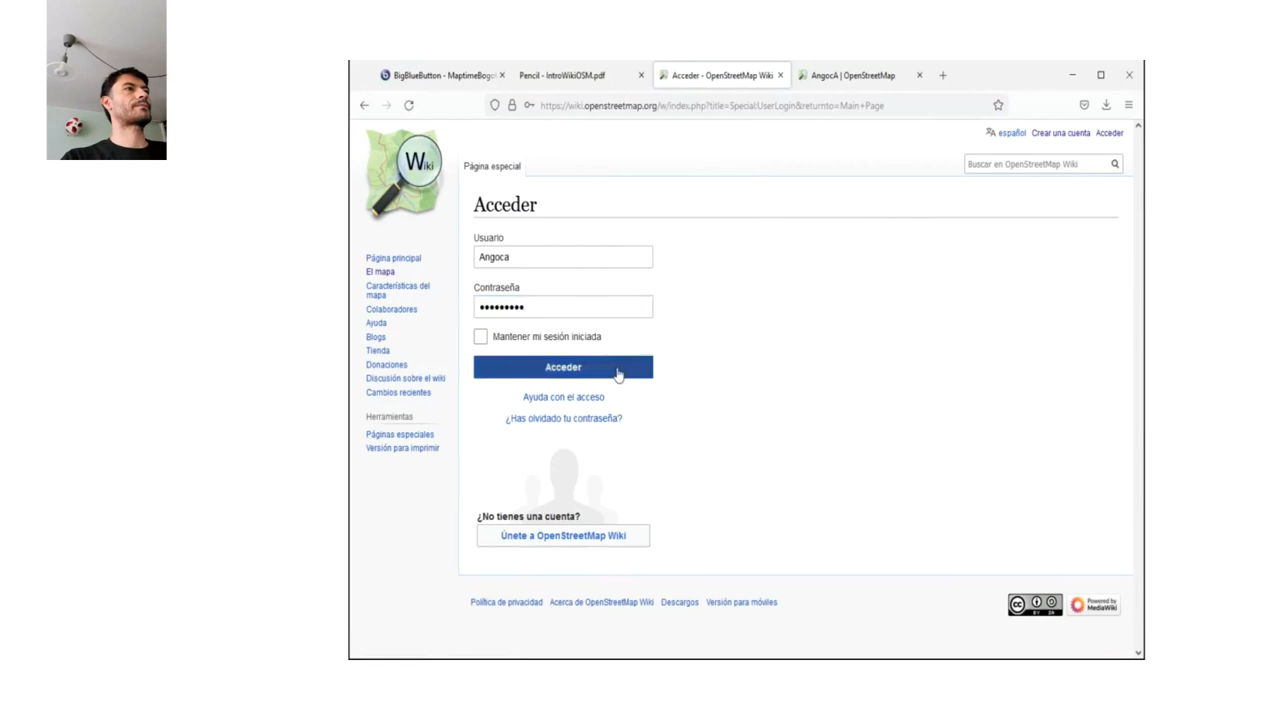 BigBlueButton - MaptimeBogo
Pencil - IntroWikiOSM.pdf
Acceder - OpenStreetMap Wiki
AngocA | OpenStreetMap
https://wiki.openstreetmap.org/w/index.php?title=Special:UserLogin&returnto=Main+Page
español Crear una cuenta Acceder
Wiki
Página especial
Buscar en OpenStreetMap Wiki
Acceder
Usuario
Angoca
Contraseña
•••••••••
Mantener mi sesión iniciada
Acceder
Ayuda con el acceso
¿Has olvidado tu contraseña?
¿No tienes una cuenta?
Únete a OpenStreetMap Wiki
Página principal
El mapa
Características del
mapa
Colaboradores
Ayuda
Blogs
Tienda
Donaciones
Discusión sobre el wiki
Cambios recientes
Herramientas
Páginas especiales
Versión para imprimir
Política de privacidad Acerca de OpenStreetMap Wiki Descargos Versión para móviles
CC BY SA
Powered by
MediaWiki